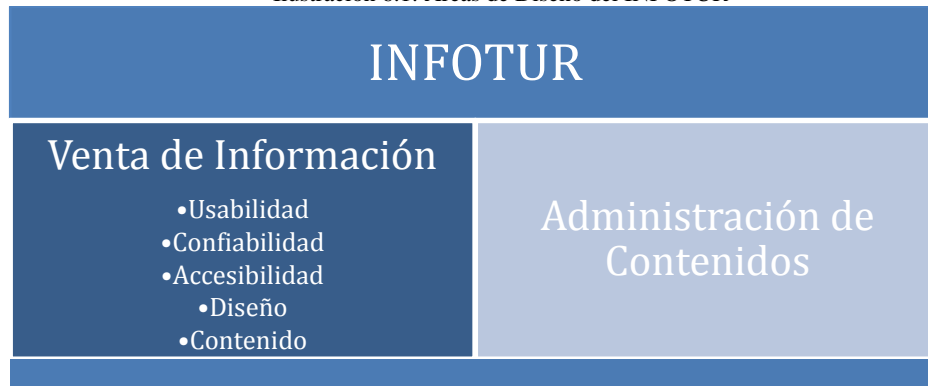 INFOTUR
Venta de Información
•Usabilidad
•Confiabilidad
•Accesibilidad
•Diseño
•Contenido
Administración de
Contenidos